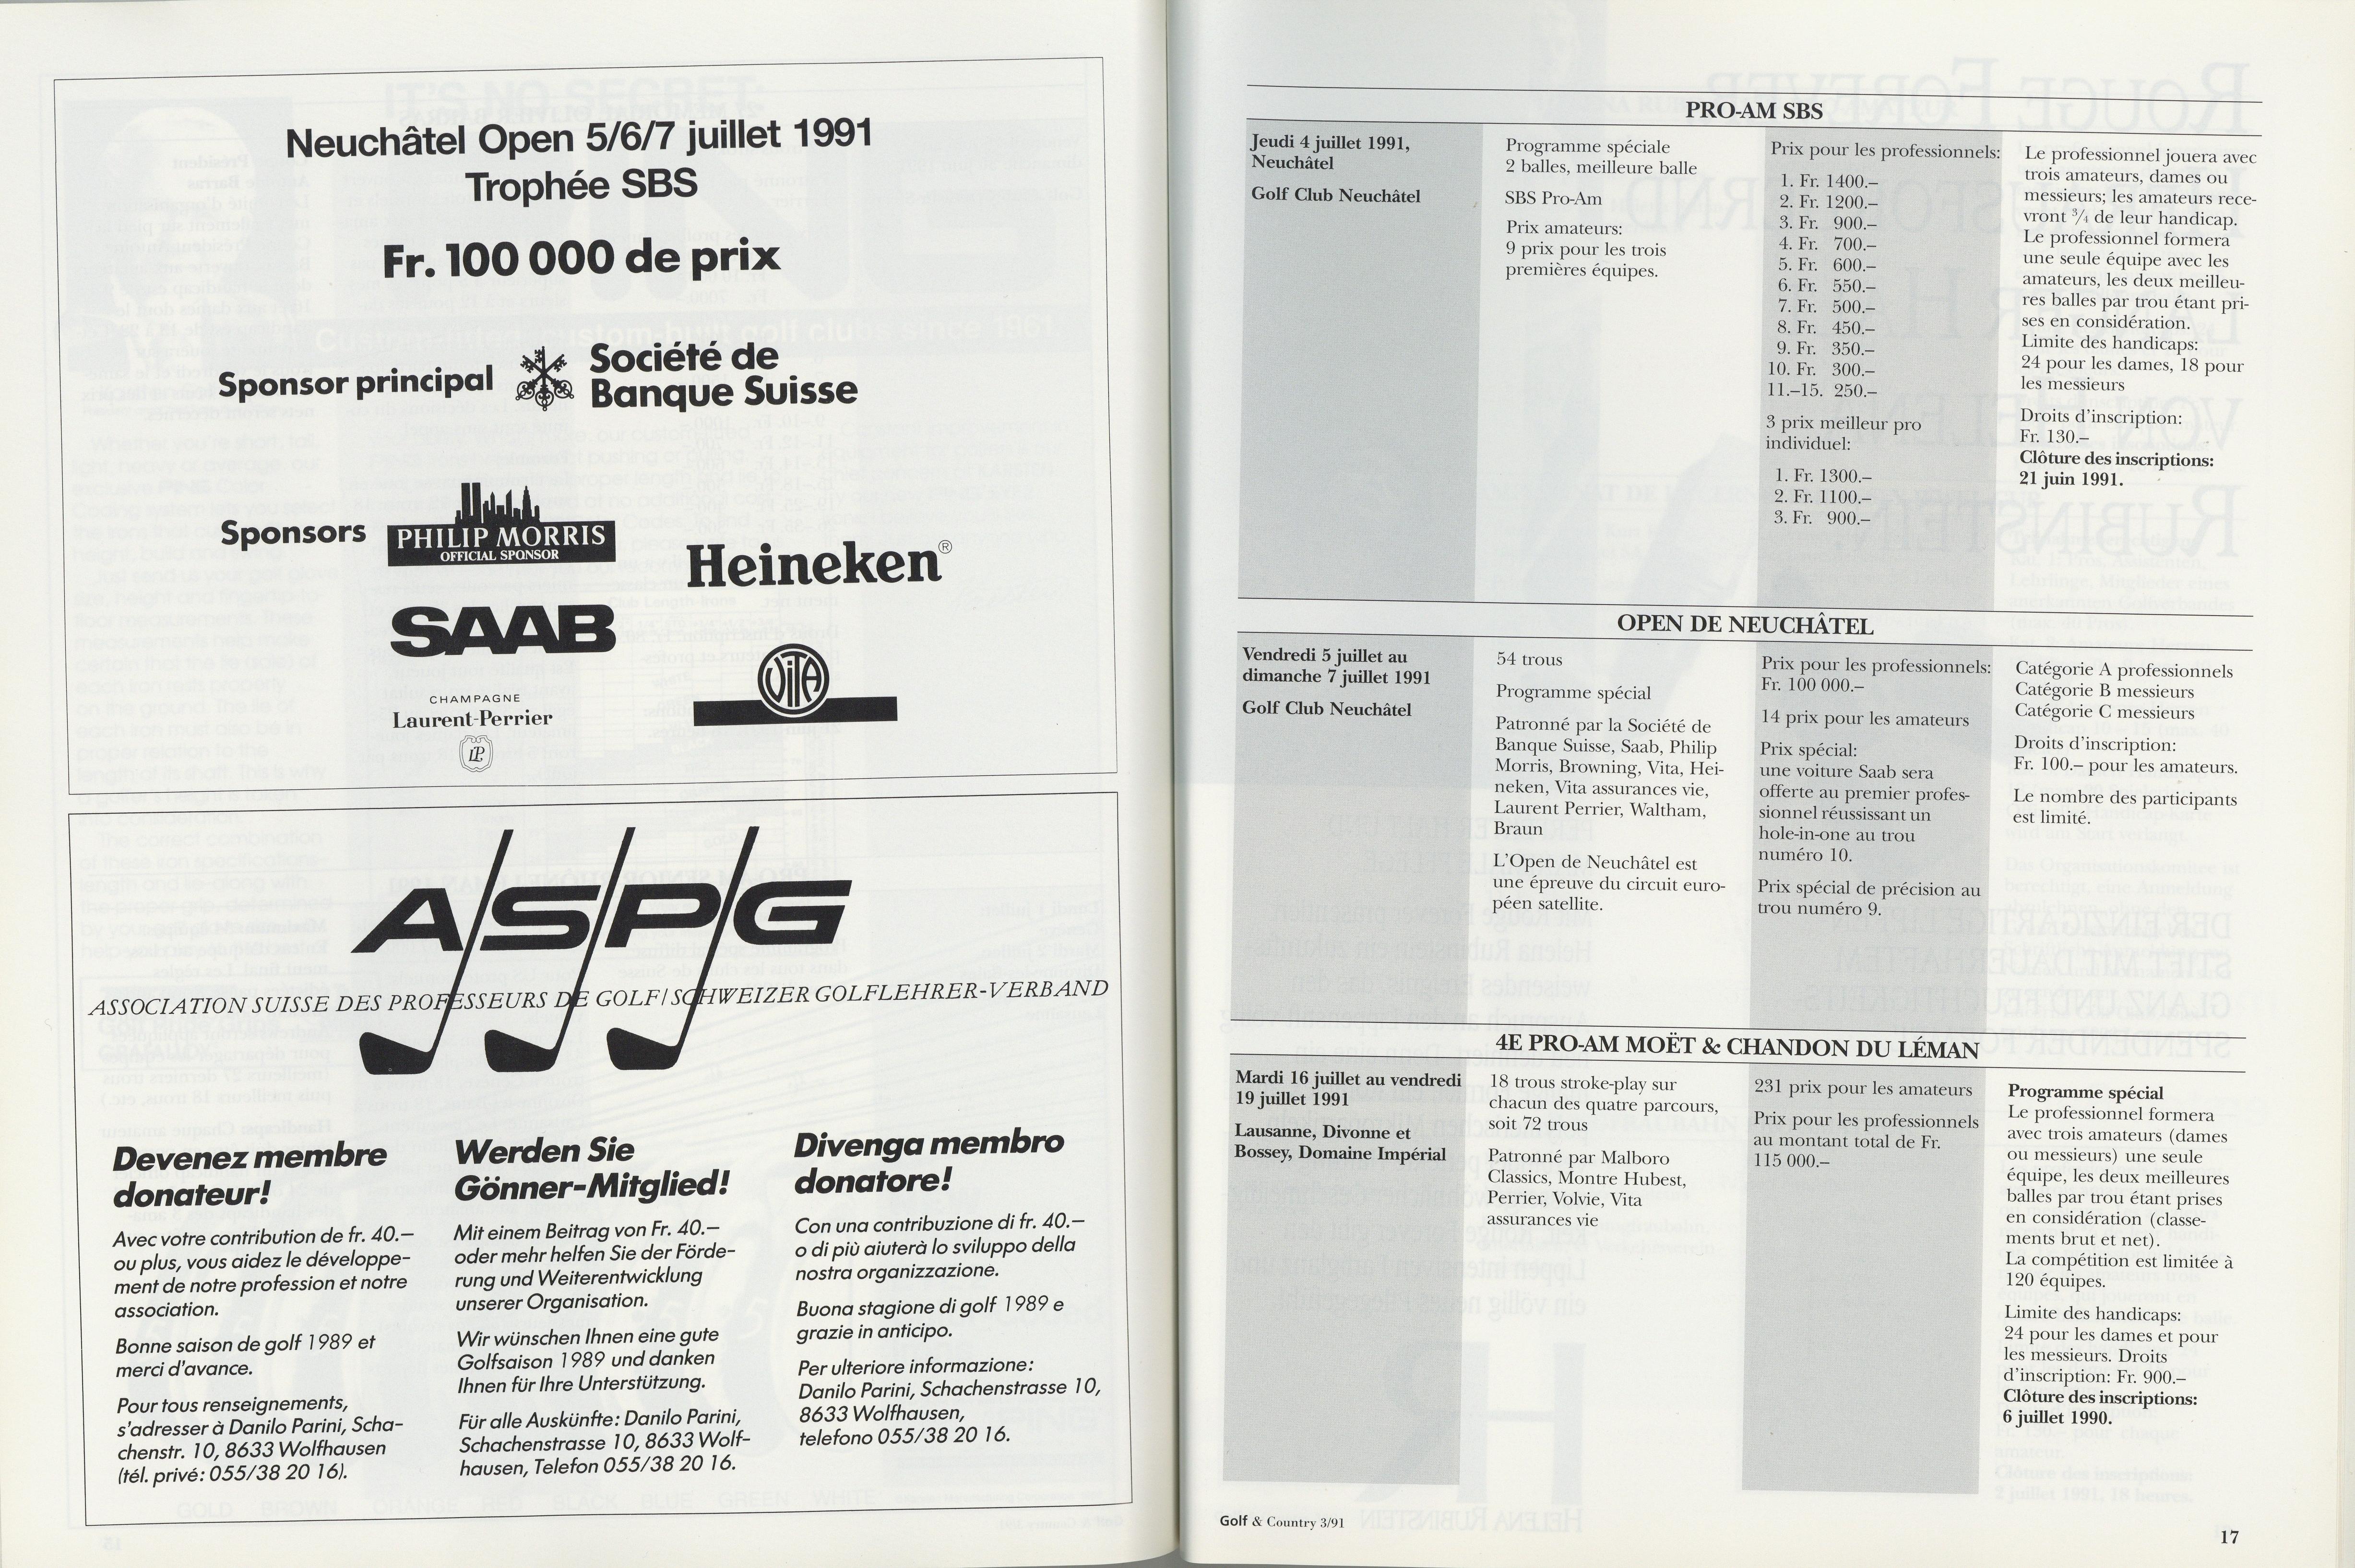 Neuchâtel Open 5/6/7 juillet 1991
Trophée SBS
Fr. 100 000 de prix
Sponsor principal
Société de
Banque Suisse
Sponsors
PHILIP MORRIS
OFFICIAL SPONSOR
Heineken®
SAAB
VITA
CHAMPAGNE
Laurent-Perrier
LP
ASPG
ASSOCIATION SUISSE DES PROFESSEURS DE GOLF/SCHWEIZER GOLFLEHRER-VERBAND
Devenez membre
donateur!
Avec votre contribution de fr. 40.–
ou plus, vous aidez le développe-
ment de notre profession et notre
association.
Bonne saison de golf 1989 et
merci d'avance.
Pour tous renseignements,
s'adresser à Danilo Parini, Scha-
chenstr. 10, 8633 Wolfhausen
(tél. privé: 055/38 20 16).
Werden Sie
Gönner-Mitglied!
Mit einem Beitrag von Fr. 40.–
oder mehr helfen Sie der Förde-
rung und Weiterentwicklung
unserer Organisation.
Wir wünschen Ihnen eine gute
Golfsaison 1989 und danken
Ihnen für Ihre Unterstützung.
Für alle Auskünfte: Danilo Parini,
Schachenstrasse 10, 8633 Wolf-
hausen, Telefon 055/38 20 16.
Divenga membro
donatore!
Con una contribuzione di fr. 40.–
o di più aiuterà lo sviluppo della
nostra organizzazione.
Buona stagione di golf 1989 e
grazie in anticipo.
Per ulteriore informazione:
Danilo Parini, Schachenstrasse 10,
8633 Wolfhausen,
telefono 055/38 20 16.
PRO-AM SBS
Jeudi 4 juillet 1991,
Neuchâtel
Golf Club Neuchâtel
Programme spéciale
2 balles, meilleure balle
SBS Pro-Am
Prix amateurs:
9 prix pour les trois
premières équipes.
Prix pour les professionnels:
1. Fr. 1400.–
2. Fr. 1200.–
3. Fr. 900.–
4. Fr. 700.–
5. Fr. 600.–
6. Fr. 550.–
7. Fr. 500.–
8. Fr. 450.–
9. Fr. 350.–
10. Fr. 300.–
11.–15. 250.–
3 prix meilleur pro
individuel:
1. Fr. 1300.–
2. Fr. 1100.–
3. Fr. 900.–
Le professionnel jouera avec
trois amateurs, dames ou
messieurs; les amateurs rece-
vront ¾ de leur handicap.
Le professionnel formera
une seule équipe avec les
amateurs, les deux meilleu-
res balles par trou étant pri-
ses en considération.
Limite des handicaps:
24 pour les dames, 18 pour
les messieurs
Droits d'inscription:
Fr. 130.–
Clôture des inscriptions:
21 juin 1991.
OPEN DE NEUCHÂTEL
Vendredi 5 juillet au
dimanche 7 juillet 1991
Golf Club Neuchâtel
54 trous
Programme spécial
Patronné par la Société de
Banque Suisse, Saab, Philip
Morris, Browning, Vita, Hei-
neken, Vita assurances vie,
Laurent Perrier, Waltham,
Braun
L'Open de Neuchâtel est
une épreuve du circuit euro-
péen satellite.
Prix pour les professionnels:
Fr. 100 000.–
14 prix pour les amateurs
Prix spécial:
une voiture Saab sera
offerte au premier profes-
sionnel réussissant un
hole-in-one au trou
numéro 10.
Prix spécial de précision au
trou numéro 9.
Catégorie A professionnels
Catégorie B messieurs
Catégorie C messieurs
Droits d'inscription:
Fr. 100.– pour les amateurs.
Le nombre des participants
est limité.
4E PRO-AM MOËT & CHANDON DU LÉMAN
Mardi 16 juillet au vendredi
19 juillet 1991
Lausanne, Divonne et
Bossey, Domaine Impérial
18 trous stroke-play sur
chacun des quatre parcours,
soit 72 trous
Patronné par Malboro
Classics, Montre Hubest,
Perrier, Volvie, Vita
assurances vie
231 prix pour les amateurs
Prix pour les professionnels
au montant total de Fr.
115 000.–
Programme spécial
Le professionnel formera
avec trois amateurs (dames
ou messieurs) une seule
équipe, les deux meilleures
balles par trou étant prises
en considération (classe-
ments brut et net).
La compétition est limitée à
120 équipes.
Limite des handicaps:
24 pour les dames et pour
les messieurs. Droits
d'inscription: Fr. 900.–
Clôture des inscriptions:
6 juillet 1990.
Golf & Country 3/91
17